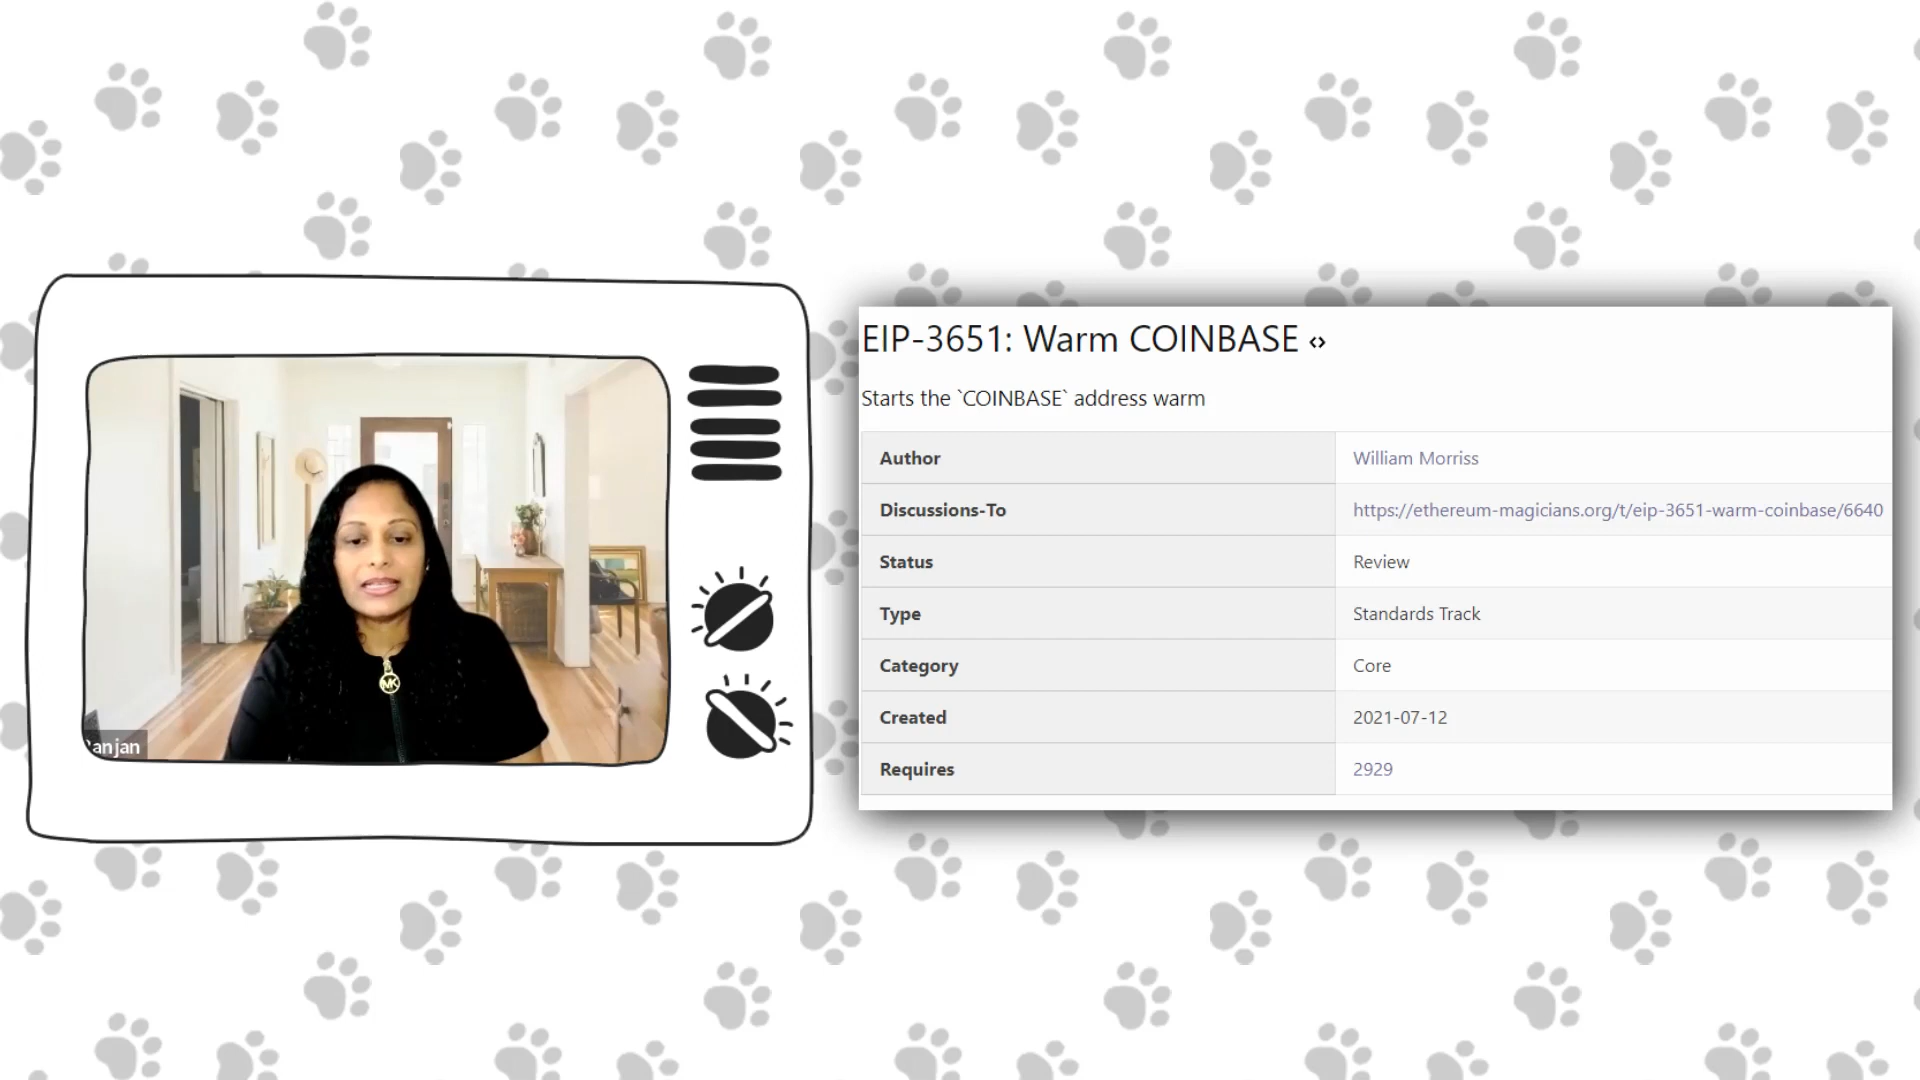 EIP-3651: Warm COINBASE <>
Starts the `COINBASE` address warm
Author William Morriss
Discussions-To https://ethereum-magicians.org/t/eip-3651-warm-coinbase/6640
Status Review
Type Standards Track
Category Core
Created 2021-07-12
Requires 2929
MK
anjan